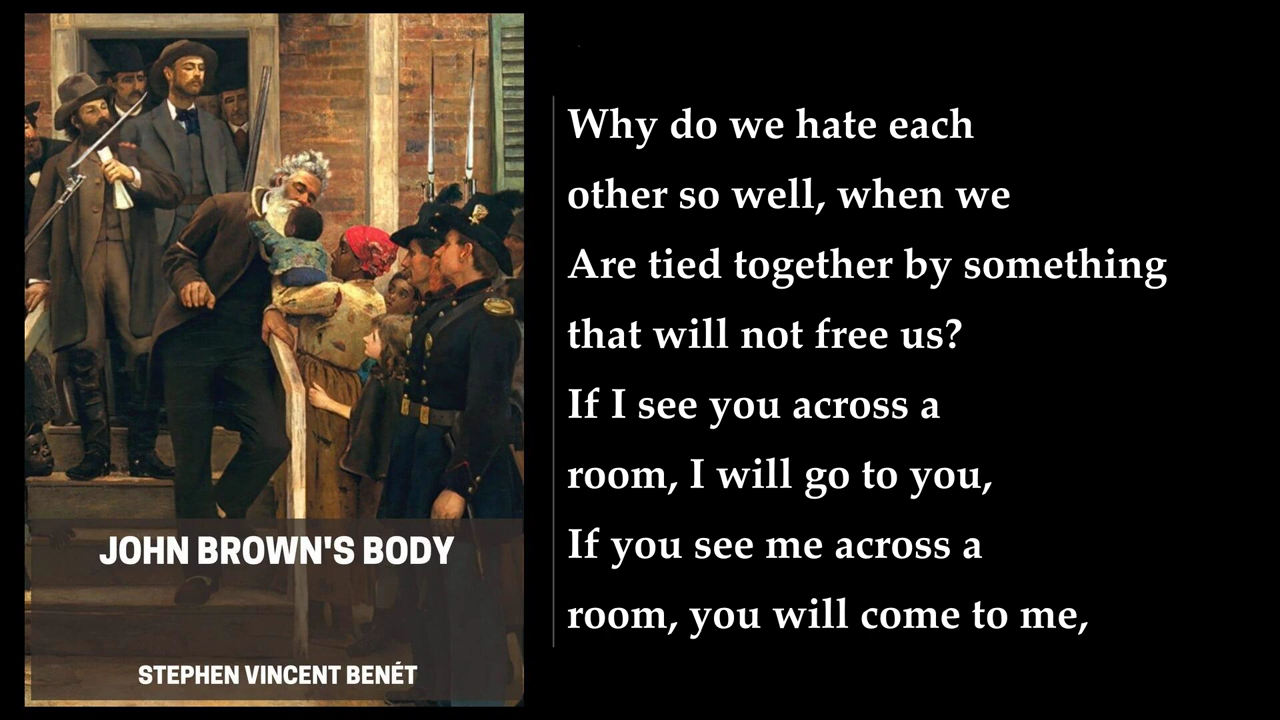 JOHN BROWN'S BODY
STEPHEN VINCENT BENÉT
Why do we hate each
other so well, when we
Are tied together by something
that will not free us?
If I see you across a
room, I will go to you,
If you see me across a
room, you will come to me,